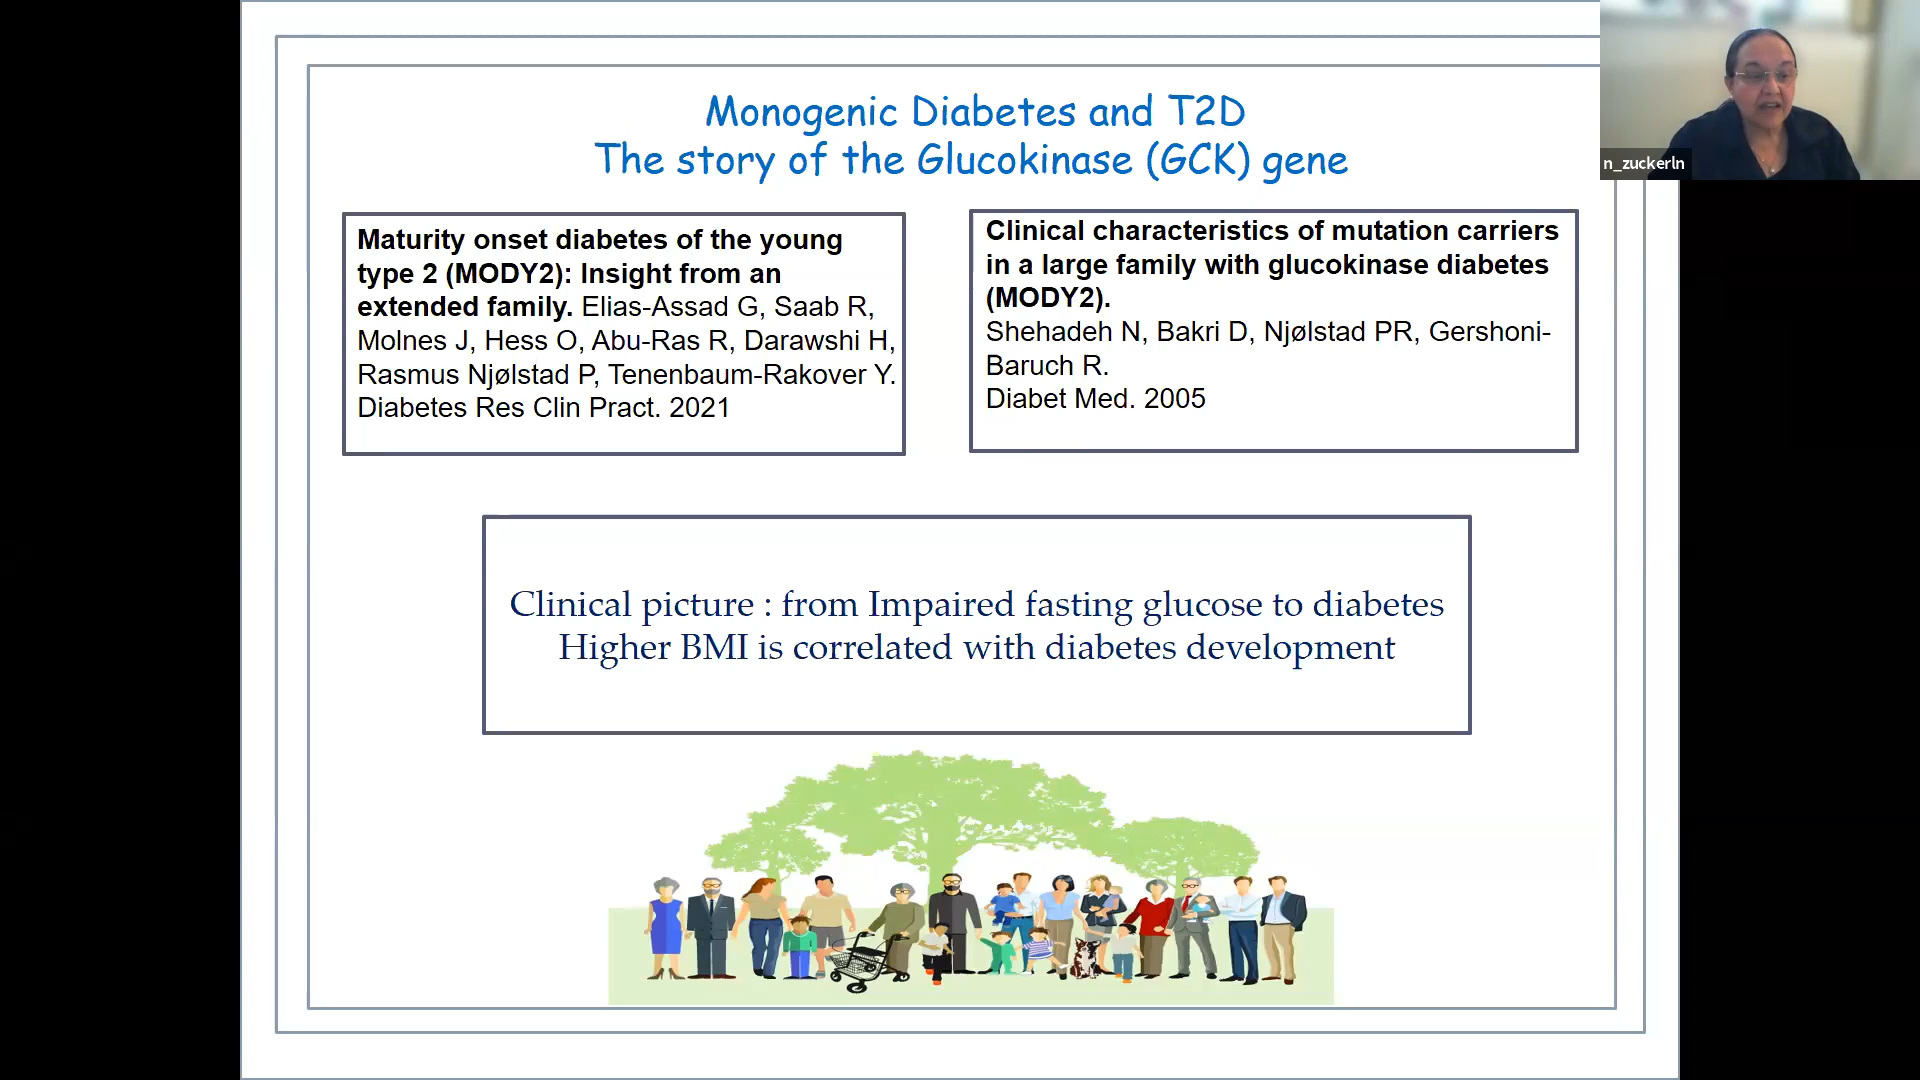 Monogenic Diabetes and T2D
The story of the Glucokinase (GCK) gene
n_zuckerln
Maturity onset diabetes of the young
type 2 (MODY2): Insight from an
extended family. Elias-Assad G, Saab R,
Molnes J, Hess O, Abu-Ras R, Darawshi H,
Rasmus Njølstad P, Tenenbaum-Rakover Y.
Diabetes Res Clin Pract. 2021
Clinical characteristics of mutation carriers
in a large family with glucokinase diabetes
(MODY2).
Shehadeh N, Bakri D, Njølstad PR, Gershoni-
Baruch R.
Diabet Med. 2005
Clinical picture : from Impaired fasting glucose to diabetes
Higher BMI is correlated with diabetes development